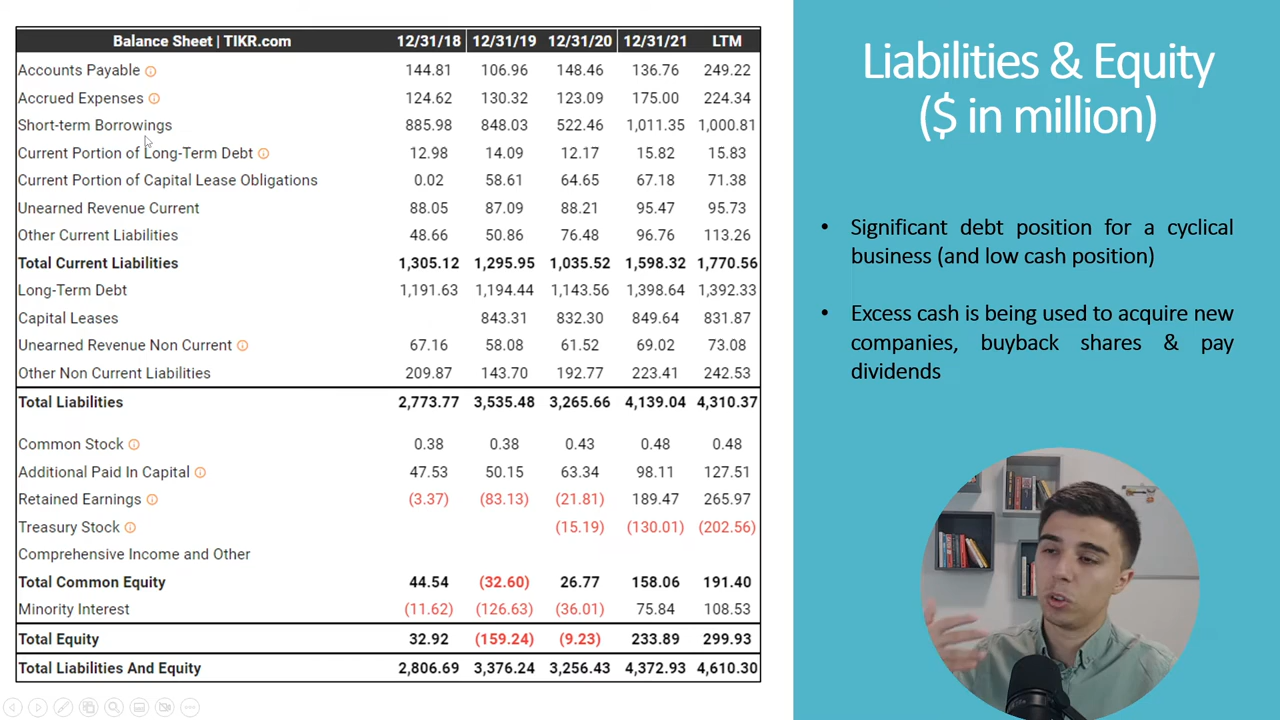 Balance Sheet | TIKR.com 12/31/18 12/31/19 12/31/20 12/31/21 LTM
Accounts Payable 144.81 106.96 148.46 136.76 249.22
Accrued Expenses 124.62 130.32 123.09 175.00 224.34
Short-term Borrowings 885.98 848.03 522.46 1,011.35 1,000.81
Current Portion of Long-Term Debt 12.98 14.09 12.17 15.82 15.83
Current Portion of Capital Lease Obligations 0.02 58.61 64.65 67.18 71.38
Unearned Revenue Current 88.05 87.09 88.21 95.47 95.73
Other Current Liabilities 48.66 50.86 76.48 96.76 113.26
Total Current Liabilities 1,305.12 1,295.95 1,035.52 1,598.32 1,770.56
Long-Term Debt 1,191.63 1,194.44 1,143.56 1,398.64 1,392.33
Capital Leases 843.31 832.30 849.64 831.87
Unearned Revenue Non Current 67.16 58.08 61.52 69.02 73.08
Other Non Current Liabilities 209.87 143.70 192.77 223.41 242.53
Total Liabilities 2,773.77 3,535.48 3,265.66 4,139.04 4,310.37
Common Stock 0.38 0.38 0.43 0.48 0.48
Additional Paid In Capital 47.53 50.15 63.34 98.11 127.51
Retained Earnings (3.37) (83.13) (21.81) 189.47 265.97
Treasury Stock (15.19) (130.01) (202.56)
Comprehensive Income and Other
Total Common Equity 44.54 (32.60) 26.77 158.06 191.40
Minority Interest (11.62) (126.63) (36.01) 75.84 108.53
Total Equity 32.92 (159.24) (9.23) 233.89 299.93
Total Liabilities And Equity 2,806.69 3,376.24 3,256.43 4,372.93 4,610.30
Liabilities & Equity
($ in million)
• Significant debt position for a cyclical
business (and low cash position)
• Excess cash is being used to acquire new
companies, buyback shares & pay
dividends